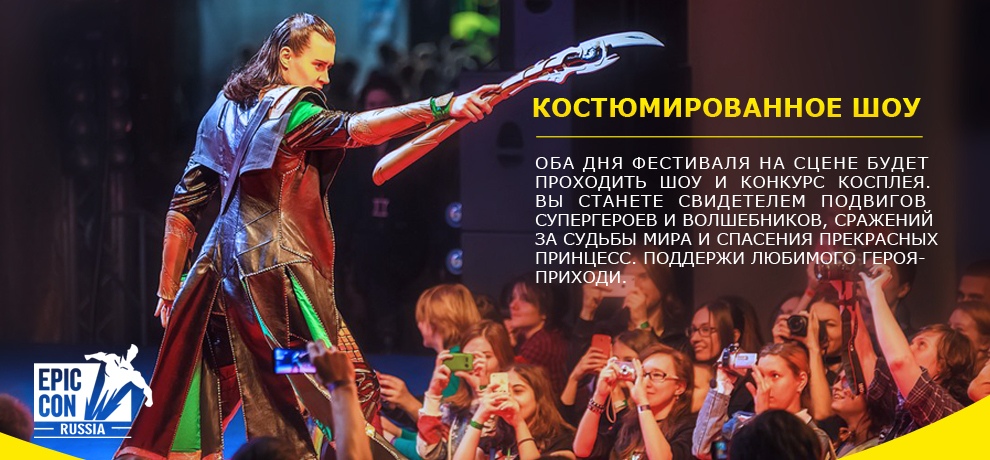 КОСТЮМИРОВАННОЕ ШОУ
ОБА ДНЯ ФЕСТИВАЛЯ НА СЦЕНЕ БУДЕТ
ПРОХОДИТЬ ШОУ И КОНКУРС КОСПЛЕЯ.
ВЫ СТАНЕТЕ СВИДЕТЕЛЕМ ПОДВИГОВ
СУПЕРГЕРОЕВ И ВОЛШЕБНИКОВ, СРАЖЕНИЙ
ЗА СУДЬБЫ МИРА И СПАСЕНИЯ ПРЕКРАСНЫХ
ПРИНЦЕСС. ПОДДЕРЖИ ЛЮБИМОГО ГЕРОЯ-
ПРИХОДИ.
EPIC
CON
RUSSIA